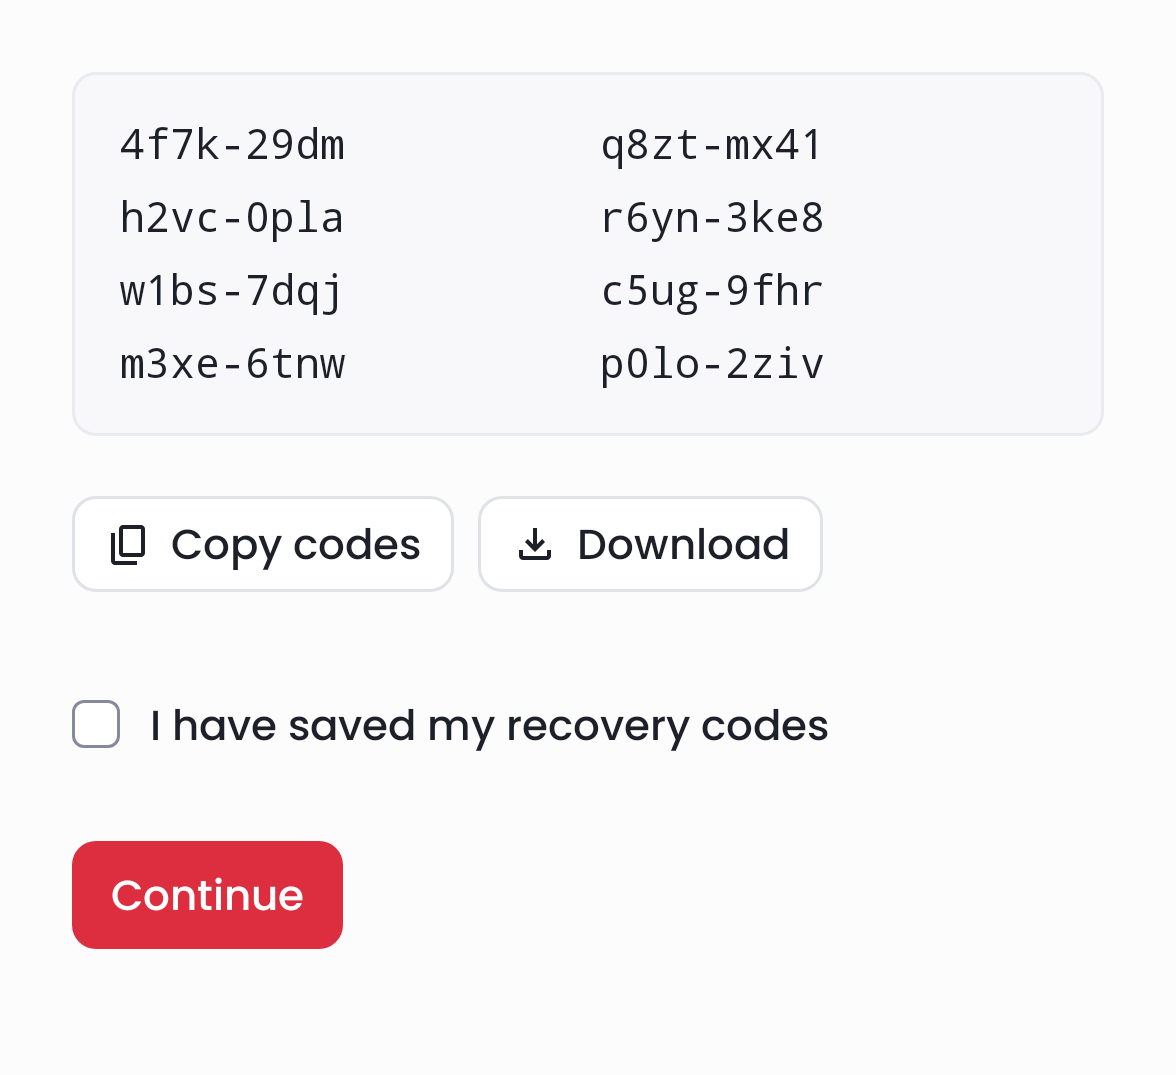 4f7k-29dm q8zt-mx41
h2vc-0pla r6yn-3ke8
w1bs-7dqj c5ug-9fhr
m3xe-6tnw p0lo-2ziv
Copy codes Download
I have saved my recovery codes
Continue